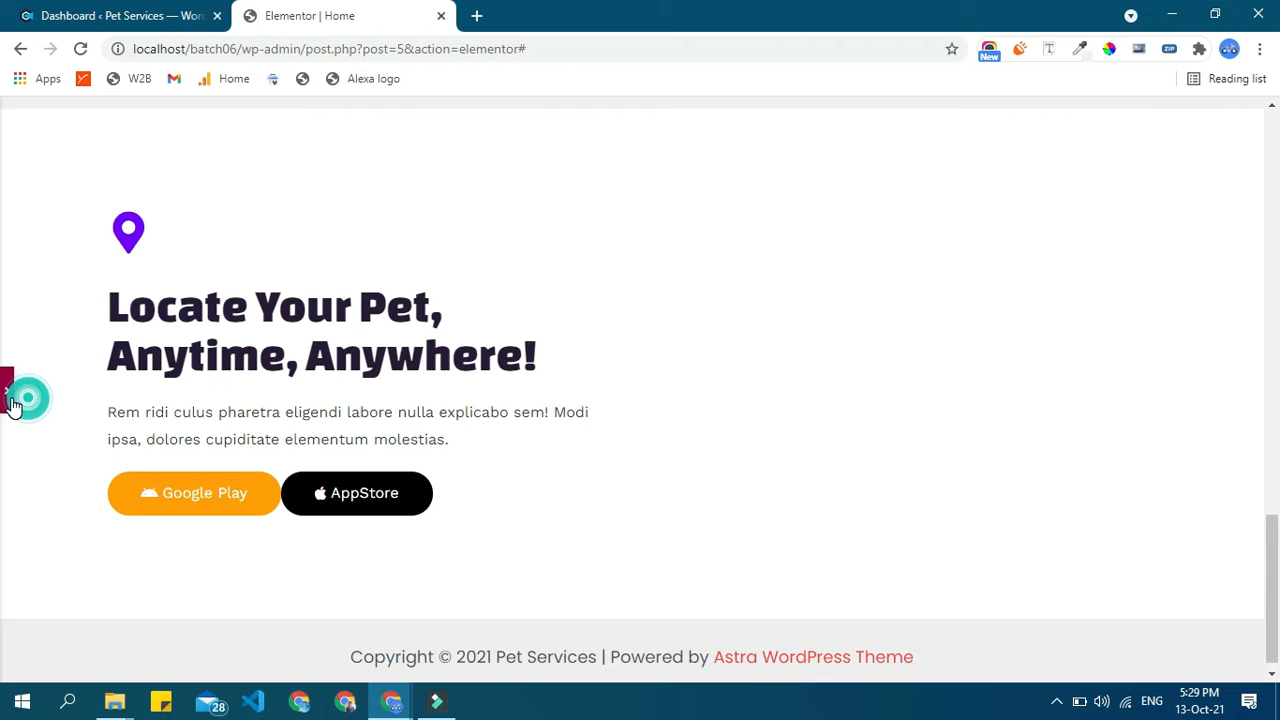 Dashboard ‹ Pet Services — Wor
Elementor | Home
localhost/batch06/wp-admin/post.php?post=5&action=elementor#
New
ZIP
Apps
W2B
Home
Alexa logo
Reading list
Locate Your Pet,
Anytime, Anywhere!
Rem ridi culus pharetra eligendi labore nulla explicabo sem! Modi
ipsa, dolores cupiditate elementum molestias.
Google Play
AppStore
Copyright © 2021 Pet Services | Powered by Astra WordPress Theme
28
ENG
5:29 PM
13-Oct-21